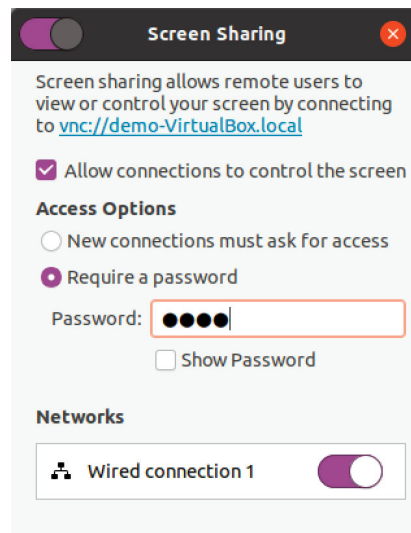 Screen Sharing
Screen sharing allows remote users to
view or control your screen by connecting
to vnc://demo-VirtualBox.local
Allow connections to control the screen
Access Options
New connections must ask for access
Require a password
Password: ●●●●
Show Password
Networks
Wired connection 1